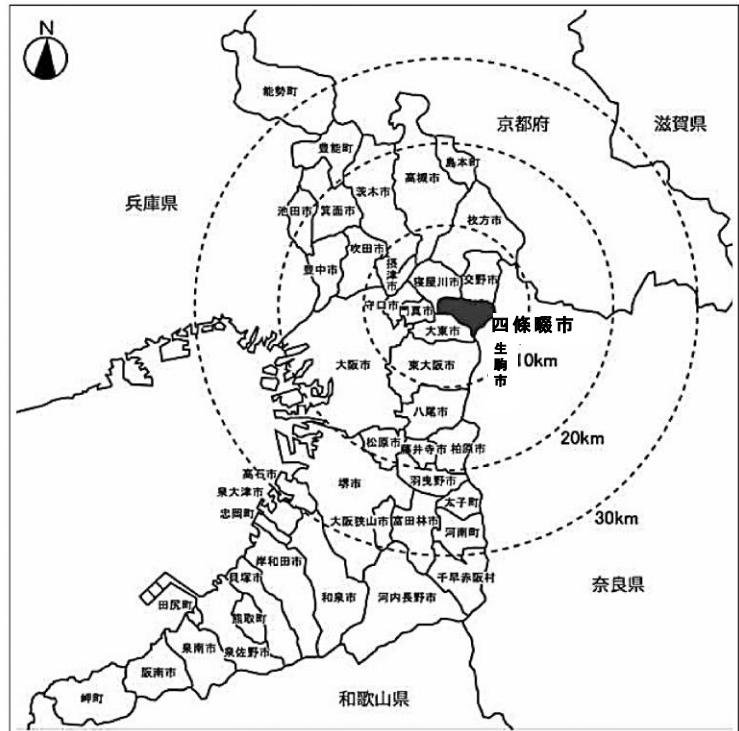 N
能勢町
京都府
滋賀県
豊能町
島本町
高槻市
茨木市
兵庫県
池田市
箕面市
枚方市
吹田市
摂津市
豊中市
寝屋川市
交野市
守口市
門真市
四條畷市
大東市
生駒市
大阪市
東大阪市
10km
八尾市
松原市
藤井寺市
柏原市
20km
高石市
羽曳野市
堺市
泉大津市
太子町
忠岡町
大阪狭山市
富田林市
30km
河南町
岸和田市
貝塚市
千早赤阪村
奈良県
和泉市
河内長野市
田尻町
熊取町
泉南市
泉佐野市
阪南市
岬町
和歌山県